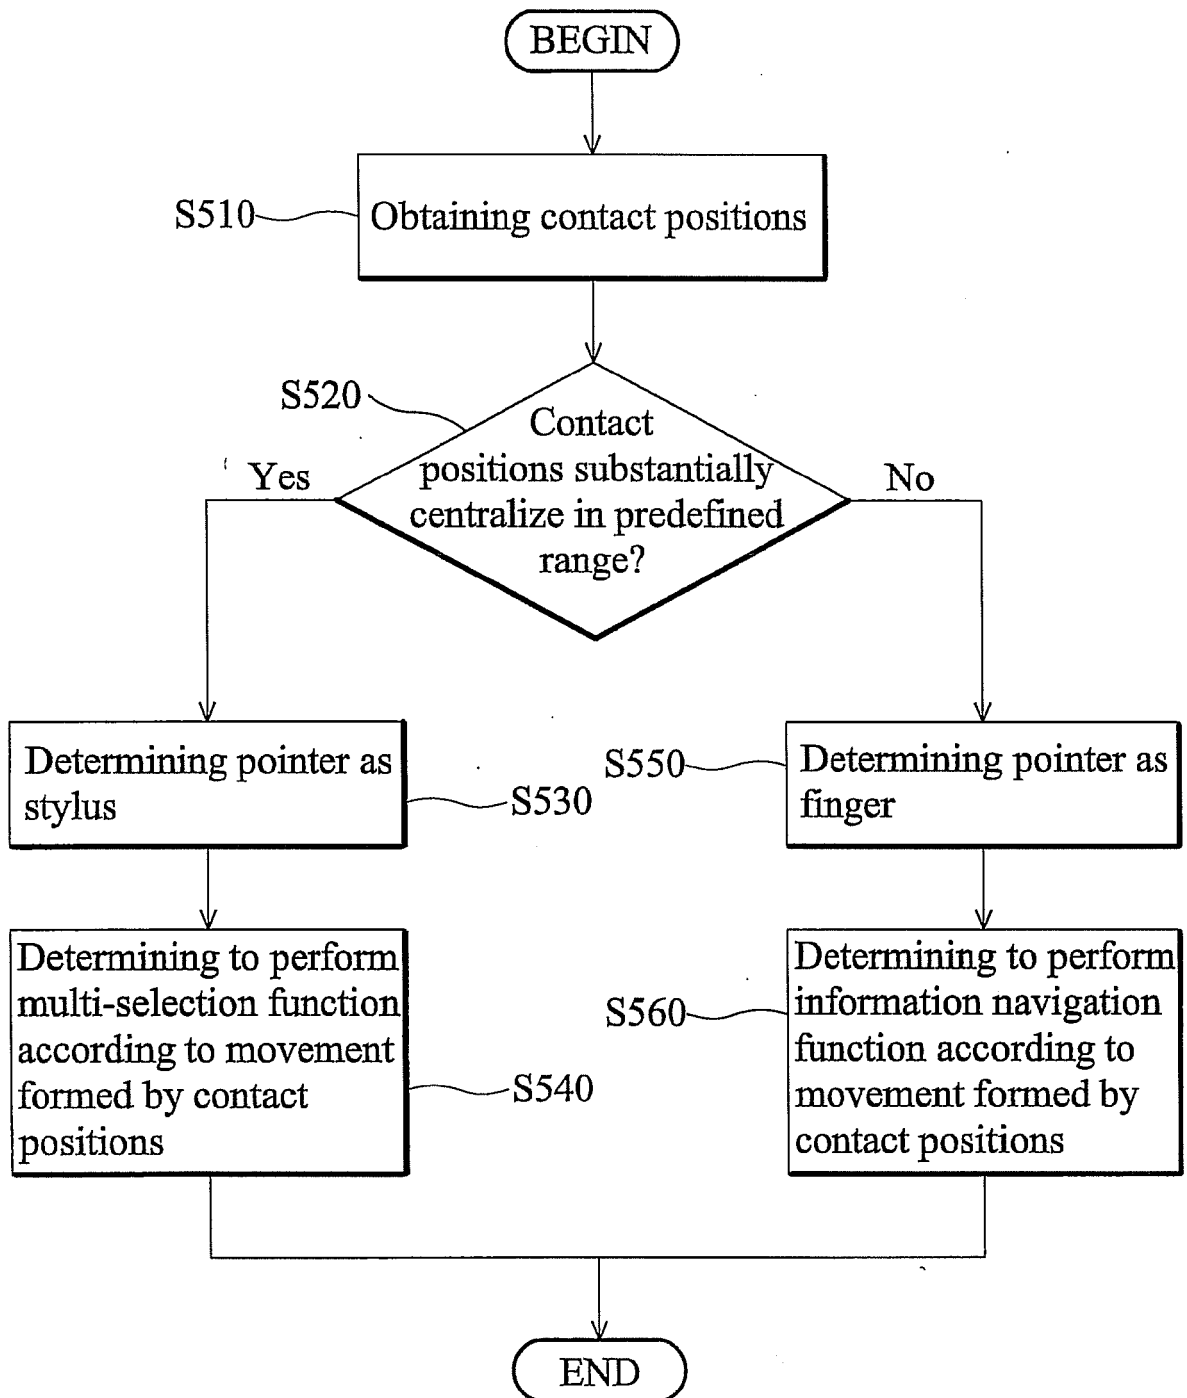 BEGIN
S510
Obtaining contact positions
S520
Contact
positions substantially
centralize in predefined
range?
Yes
No
Determining pointer as
stylus
S530
S550
Determining pointer as
finger
Determining to perform
multi-selection function
according to movement
formed by contact
positions
S540
S560
Determining to perform
information navigation
function according to
movement formed by
contact positions
END